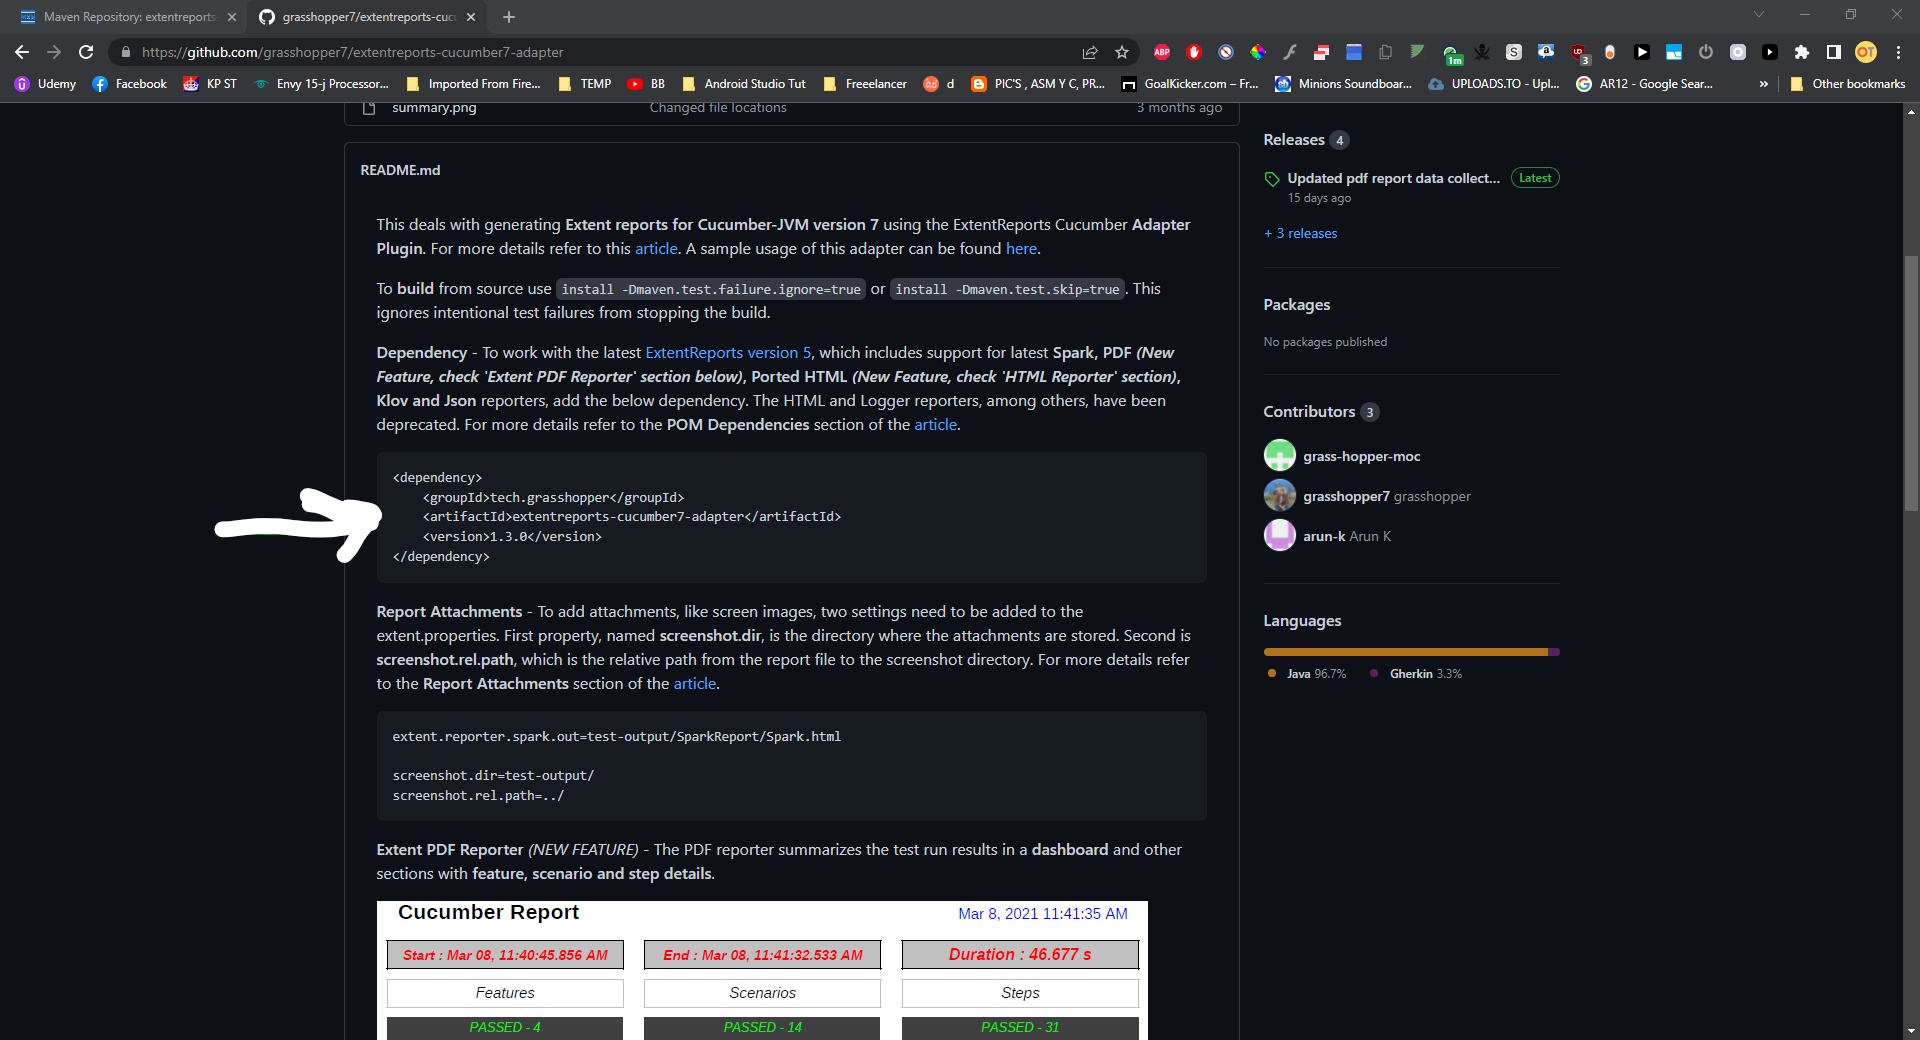 Maven Repository: extentreports
grasshopper7/extentreports-cucu
https://github.com/grasshopper7/extentreports-cucumber7-adapter
ABP
1m
S
a
3
OT
Udemy
Facebook
KP ST
Envy 15-j Processor...
Imported From Fire...
TEMP
BB
Android Studio Tut
Freeelancer
d
PIC'S , ASM Y C, PR...
GoalKicker.com – Fr...
Minions Soundboar...
UPLOADS.TO - Upl...
AR12 - Google Sear...
»
Other bookmarks
summary.png
Changed file locations
3 months ago
README.md
This deals with generating Extent reports for Cucumber-JVM version 7 using the ExtentReports Cucumber Adapter
Plugin. For more details refer to this article. A sample usage of this adapter can be found here.
To build from source use install -Dmaven.test.failure.ignore=true or install -Dmaven.test.skip=true. This
ignores intentional test failures from stopping the build.
Dependency - To work with the latest ExtentReports version 5, which includes support for latest Spark, PDF (New
Feature, check 'Extent PDF Reporter' section below), Ported HTML (New Feature, check 'HTML Reporter' section),
Klov and Json reporters, add the below dependency. The HTML and Logger reporters, among others, have been
deprecated. For more details refer to the POM Dependencies section of the article.
<dependency>
    <groupId>tech.grasshopper</groupId>
    <artifactId>extentreports-cucumber7-adapter</artifactId>
    <version>1.3.0</version>
</dependency>
Report Attachments - To add attachments, like screen images, two settings need to be added to the
extent.properties. First property, named screenshot.dir, is the directory where the attachments are stored. Second is
screenshot.rel.path, which is the relative path from the report file to the screenshot directory. For more details refer
to the Report Attachments section of the article.
extent.reporter.spark.out=test-output/SparkReport/Spark.html
screenshot.dir=test-output/
screenshot.rel.path=../
Extent PDF Reporter (NEW FEATURE) - The PDF reporter summarizes the test run results in a dashboard and other
sections with feature, scenario and step details.
Cucumber Report
Mar 8, 2021 11:41:35 AM
Start : Mar 08, 11:40:45.856 AM
End : Mar 08, 11:41:32.533 AM
Duration : 46.677 s
Features
Scenarios
Steps
PASSED - 4
PASSED - 14
PASSED - 31
Releases 4
Updated pdf report data collect... Latest
15 days ago
+ 3 releases
Packages
No packages published
Contributors 3
grass-hopper-moc
grasshopper7 grasshopper
arun-k Arun K
Languages
Java 96.7%
Gherkin 3.3%